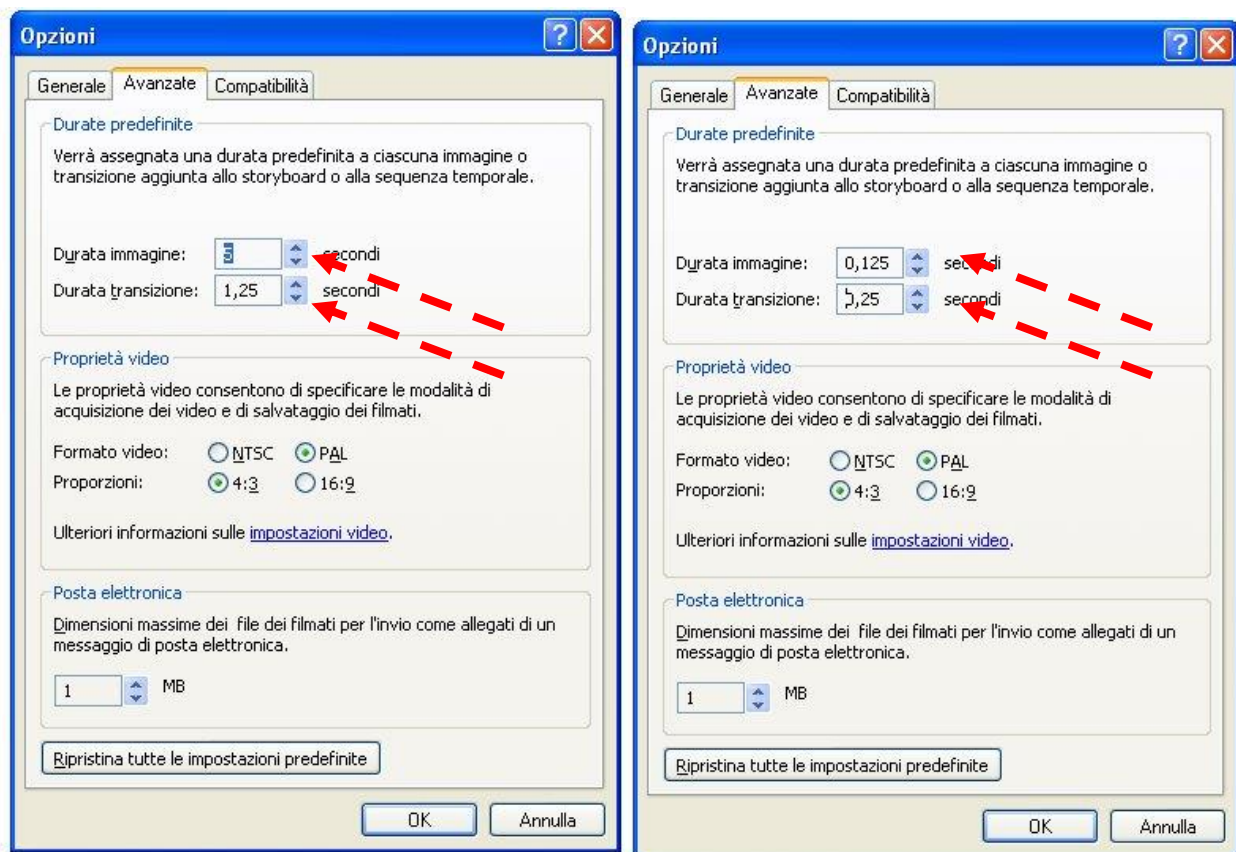 Opzioni
Generale Avanzate Compatibilità
Durate predefinite
Verrà assegnata una durata predefinita a ciascuna immagine o
transizione aggiunta allo storyboard o alla sequenza temporale.
Durata immagine: 5 secondi
Durata transizione: 1,25 secondi
Proprietà video
Le proprietà video consentono di specificare le modalità di
acquisizione dei video e di salvataggio dei filmati.
Formato video: NTSC PAL
Proporzioni: 4:3 16:9
Ulteriori informazioni sulle impostazioni video.
Posta elettronica
Dimensioni massime dei file dei filmati per l'invio come allegati di un
messaggio di posta elettronica.
1 MB
Ripristina tutte le impostazioni predefinite
OK Annulla
Opzioni
Generale Avanzate Compatibilità
Durate predefinite
Verrà assegnata una durata predefinita a ciascuna immagine o
transizione aggiunta allo storyboard o alla sequenza temporale.
Durata immagine: 0,125 secondi
Durata transizione: secondi
Proprietà video
Le proprietà video consentono di specificare le modalità di
acquisizione dei video e di salvataggio dei filmati.
Formato video: NTSC PAL
Proporzioni: 4:3 16:9
Ulteriori informazioni sulle impostazioni video.
Posta elettronica
Dimensioni massime dei file dei filmati per l'invio come allegati di un
messaggio di posta elettronica.
1 MB
Ripristina tutte le impostazioni predefinite
OK Annulla